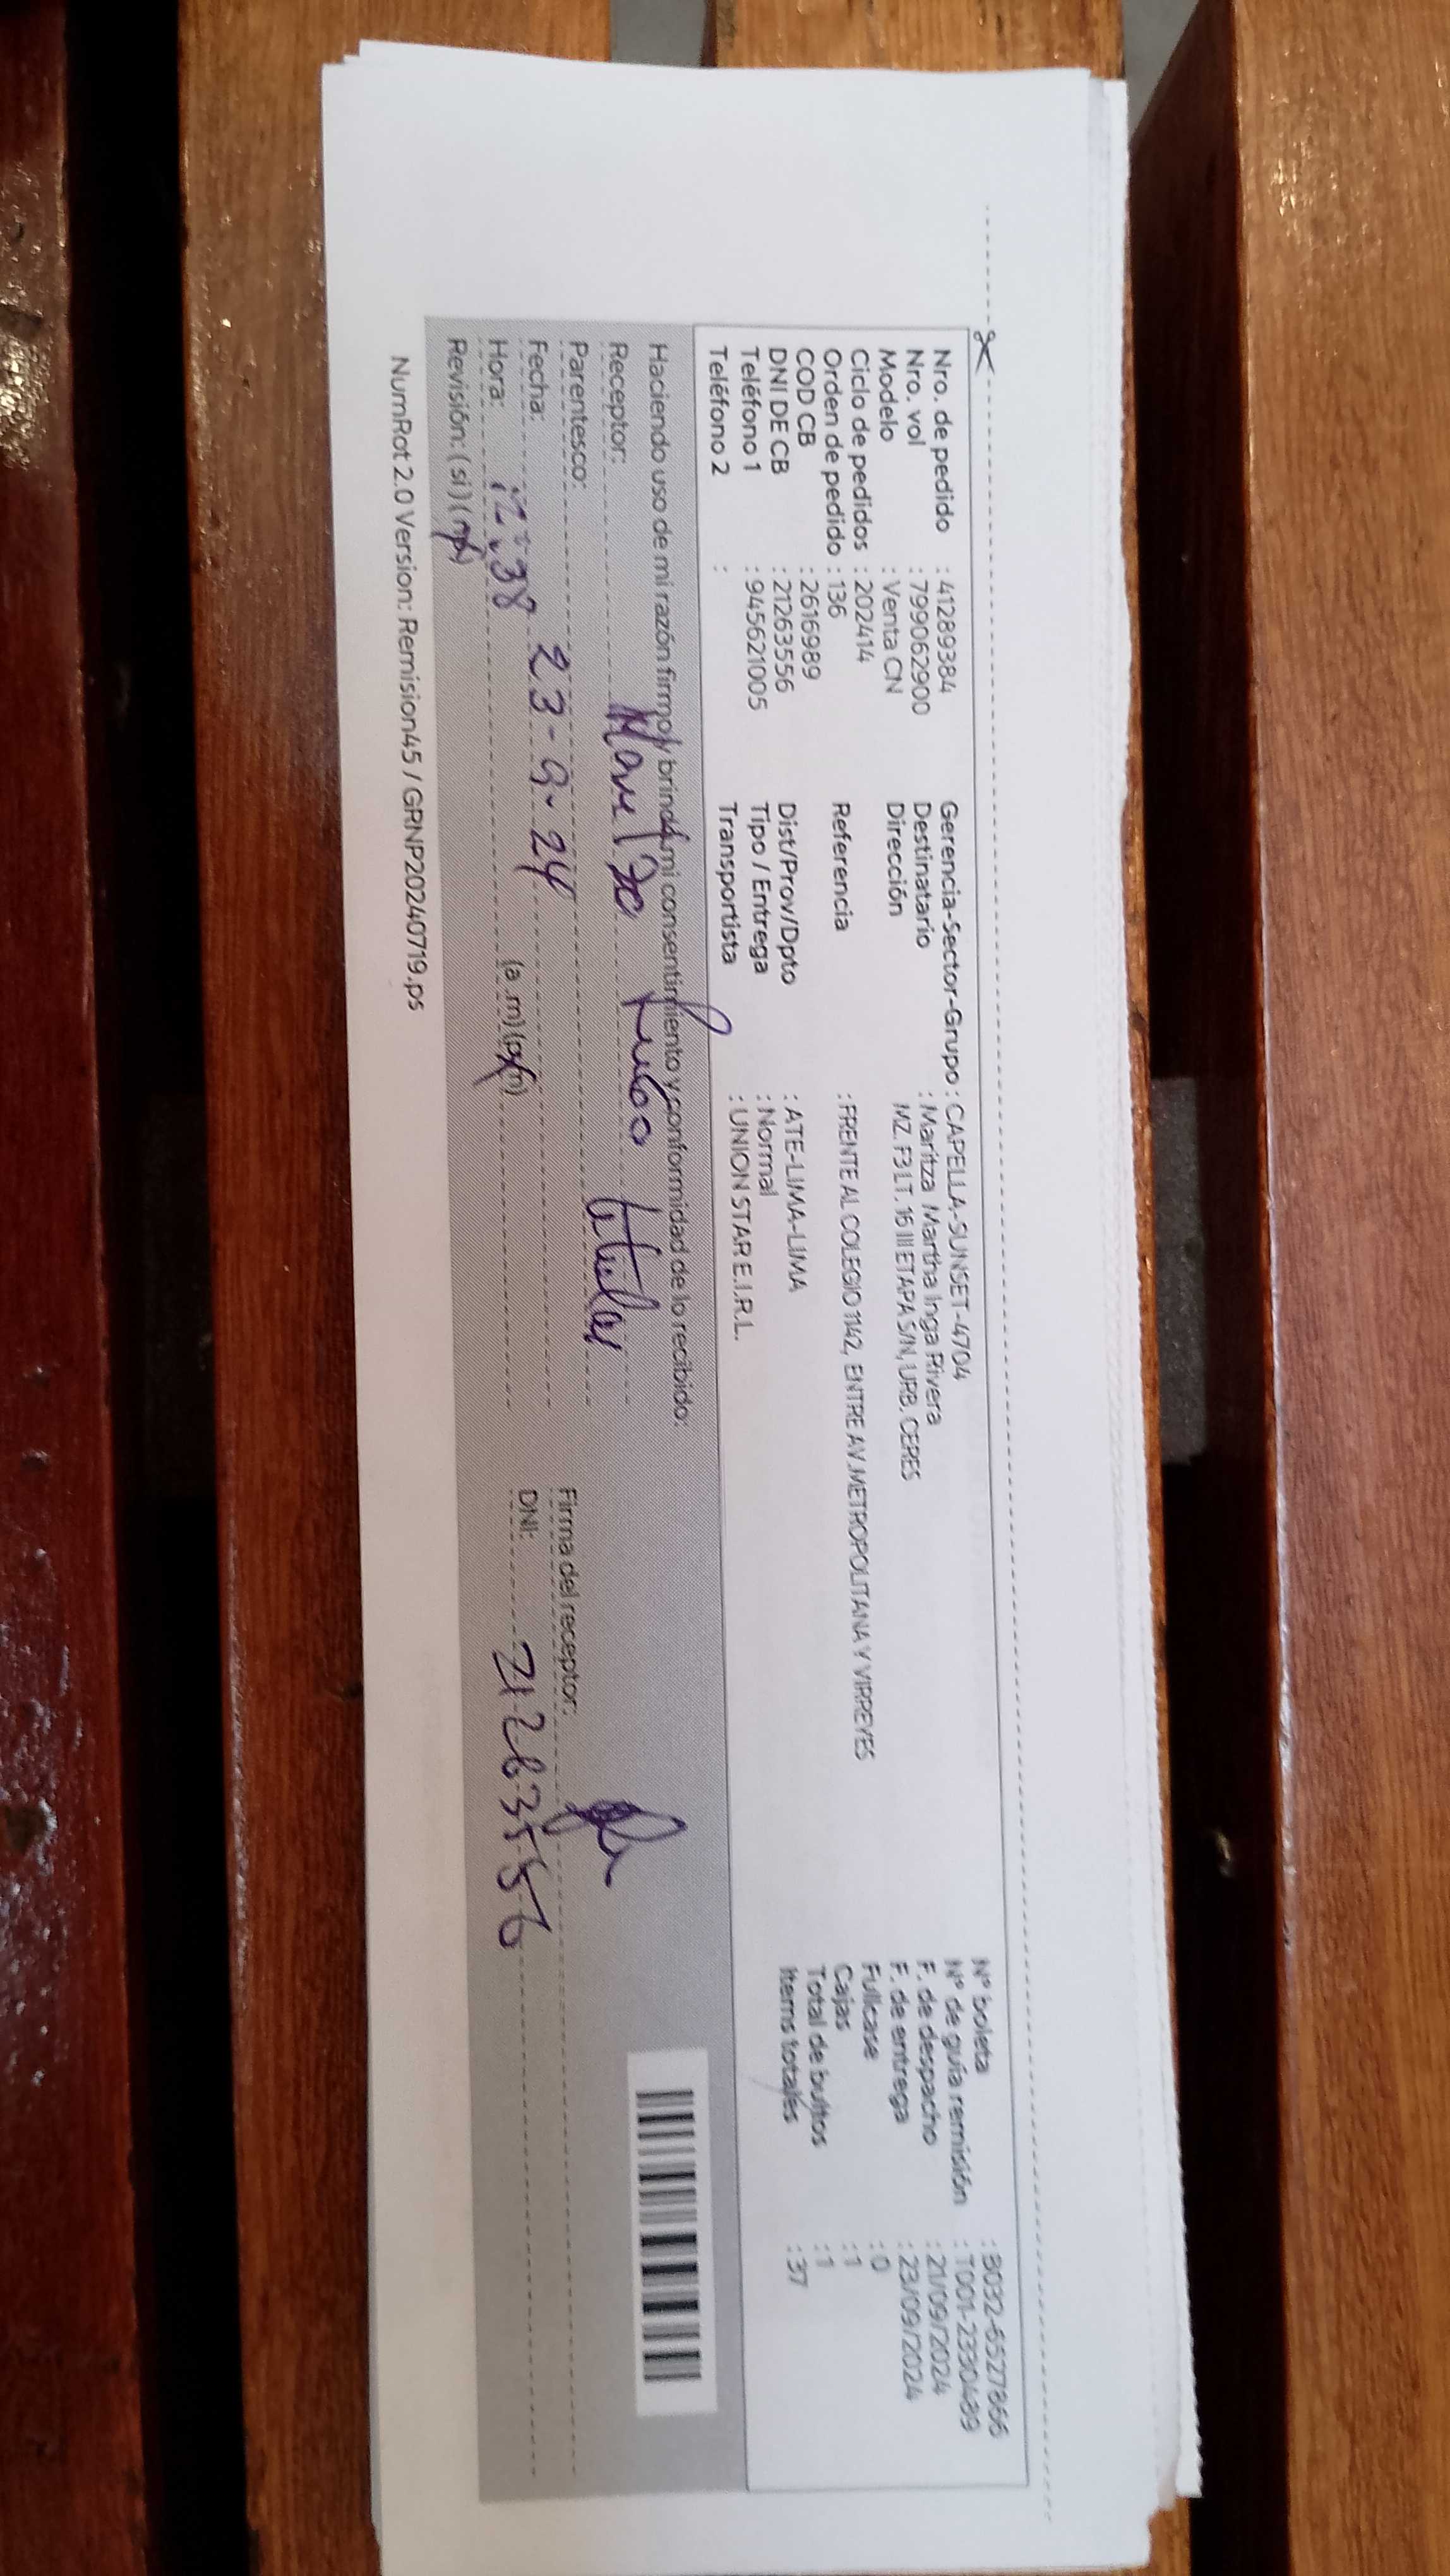 Nro. de pedido : 41289384
Nro. vol : 799062900
Modelo : Venta CN
Ciclo de pedidos : 202414
Orden de pedido : 136
COD CB : 2616989
DNI DE CB : 21263556
Teléfono 1 : 945621005
Teléfono 2 :
Gerencia-Sector-Grupo : CAPELLA-SUNSET-4704
Destinatario : Maritza Martha Inga Rivera
Dirección MZ. F3 LT. 16 III ETAPA S/N, URB. CERES
Referencia : FRENTE AL COLEGIO 1142, ENTRE AV.METROPOLITANA Y VIRREYES
Dist/Prov/Dpto : ATE-LIMA-LIMA
Tipo / Entrega : Normal
Transportista : UNION STAR E.I.R.L.
Nº boleta : B032-6527866
Nº de guía remisión : T001-2330489
F. de despacho : 21/09/2024
F. de entrega : 23/09/2024
Fullcase : 0
Cajas : 1
Total de bultos : 1
Items totales : 37
Haciendo uso de mi razón firmo y brindo mi consentimiento y conformidad de lo recibido:
Receptor: titular
Parentesco:
Fecha: 23-9-24
Hora: 12:38 (a.m) (p.m)
Revisión: ( si ) ( no )
Firma del receptor:
DNI: 21263556
NumRot 2.0 Version: Remision45 / GRNP20240719.ps